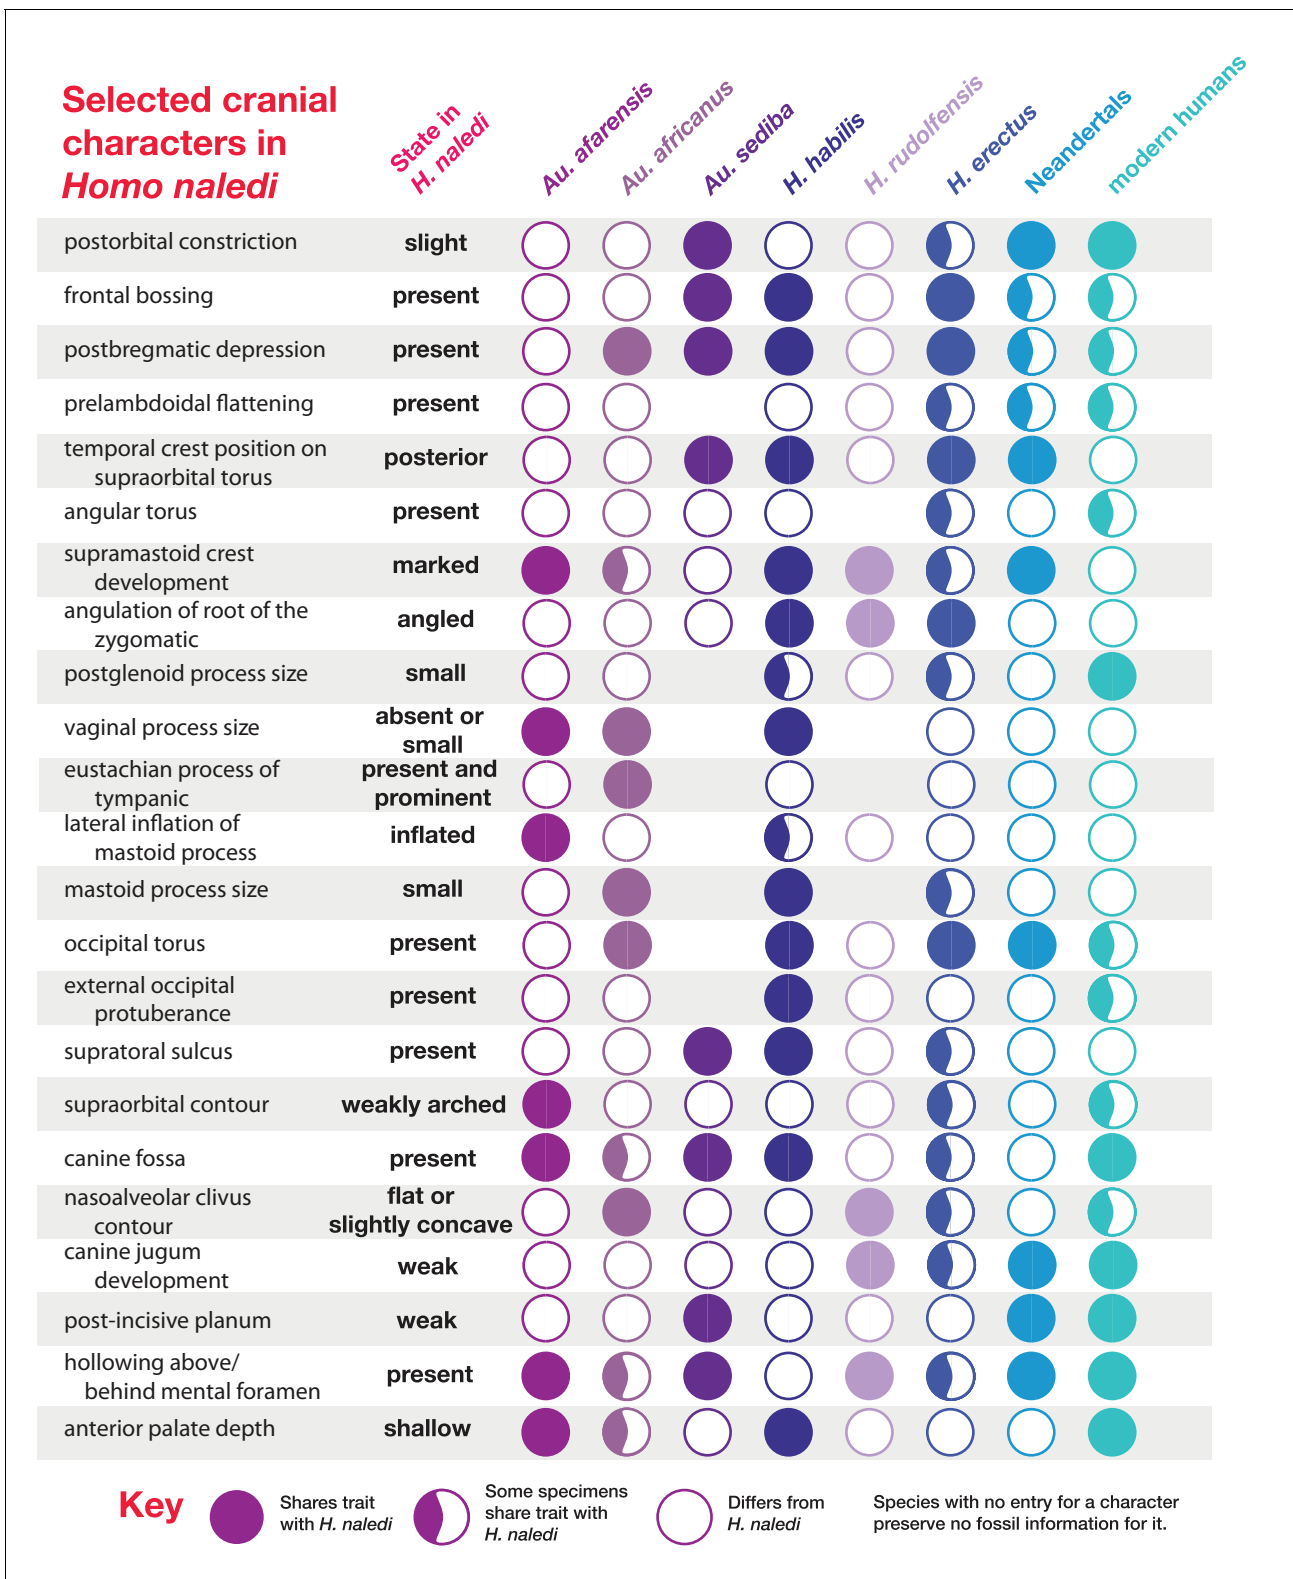 Selected cranial
characters in
Homo naledi
State in
H. naledi
Au. afarensis
Au. africanus
Au. sediba
H. habilis
H. rudolfensis
H. erectus
Neandertals
modern humans
postorbital constriction slight
frontal bossing present
postbregmatic depression present
prelambdoidal flattening present
temporal crest position on
supraorbital torus
posterior
angular torus present
supramastoid crest
development
marked
angulation of root of the
zygomatic
angled
postglenoid process size small
vaginal process size
absent or
small
eustachian process of
tympanic
present and
prominent
lateral inflation of
mastoid process
inflated
mastoid process size small
occipital torus present
external occipital
protuberance
present
supratoral sulcus present
supraorbital contour weakly arched
canine fossa present
nasoalveolar clivus
contour
flat or
slightly concave
canine jugum
development
weak
post-incisive planum weak
hollowing above/
behind mental foramen
present
anterior palate depth shallow
Key
Shares trait
with H. naledi
Some specimens
share trait with
H. naledi
Differs from
H. naledi
Species with no entry for a character
preserve no fossil information for it.